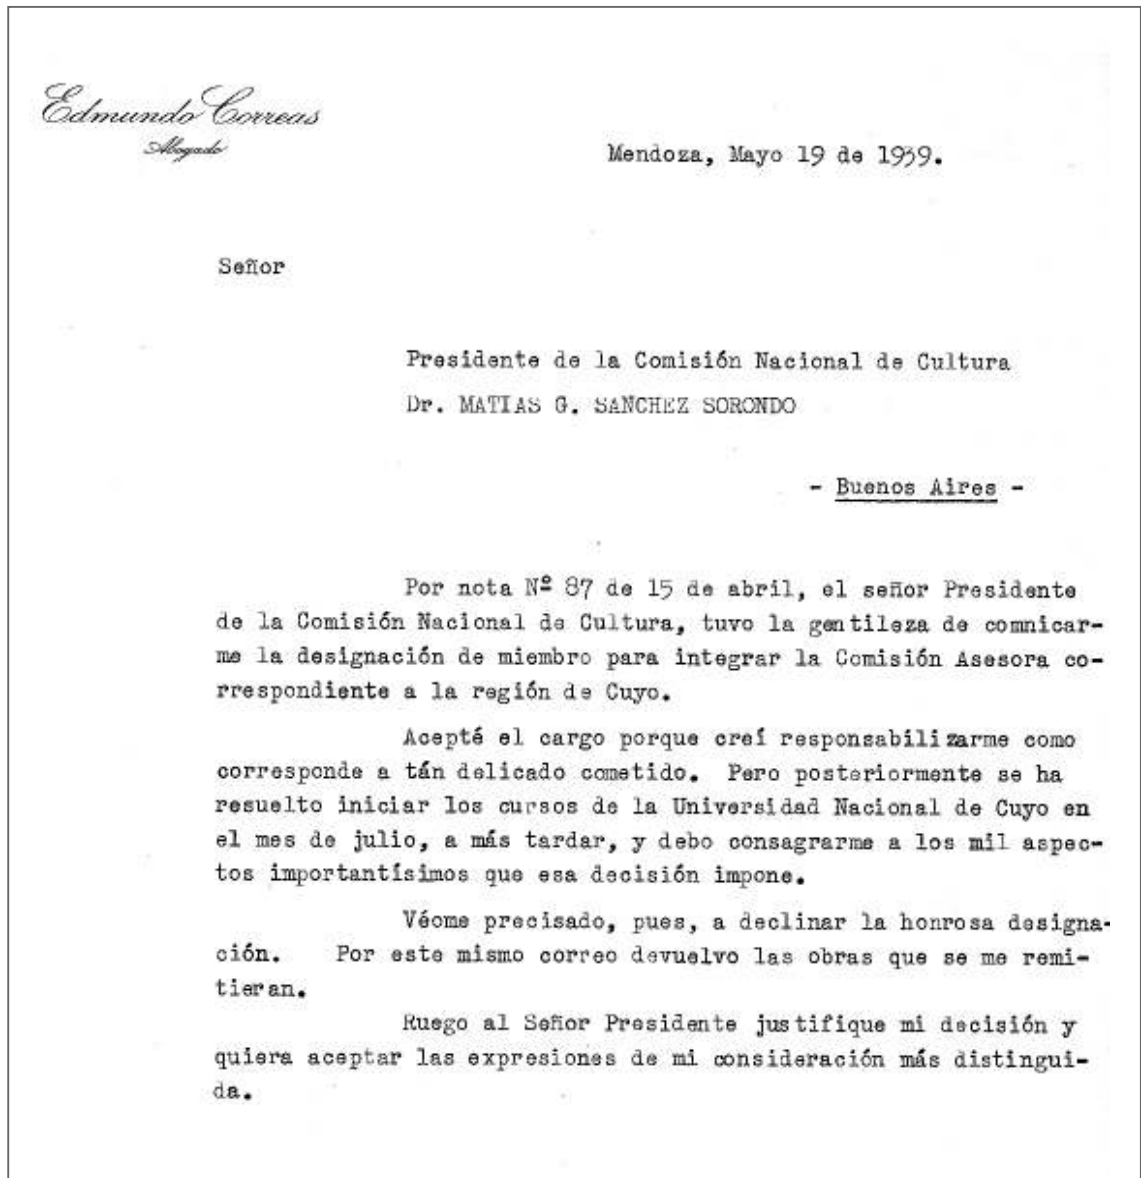 Edmundo Correas
Abogado
Mendoza, Mayo 19 de 1939.
Señor
Presidente de la Comisión Nacional de Cultura
Dr. MATIAS G. SANCHEZ SORONDO
- Buenos Aires -
Por nota Nº 87 de 15 de abril, el señor Presidente
de la Comisión Nacional de Cultura, tuvo la gentileza de comnicar-
me la designación de miembro para integrar la Comisión Asesora co-
rrespondiente a la región de Cuyo.
Acepté el cargo porque creí responsabilizarme como
corresponde a tán delicado cometido. Pero posteriormente se ha
resuelto iniciar los cursos de la Universidad Nacional de Cuyo en
el mes de julio, a más tardar, y debo consagrarme a los mil aspec-
tos importantísimos que esa decisión impone.
Véome precisado, pues, a declinar la honrosa designa-
ción. Por este mismo correo devuelvo las obras que se me remi-
tieran.
Ruego al Señor Presidente justifique mi decisión y
quiera aceptar las expresiones de mi consideración más distingui-
da.